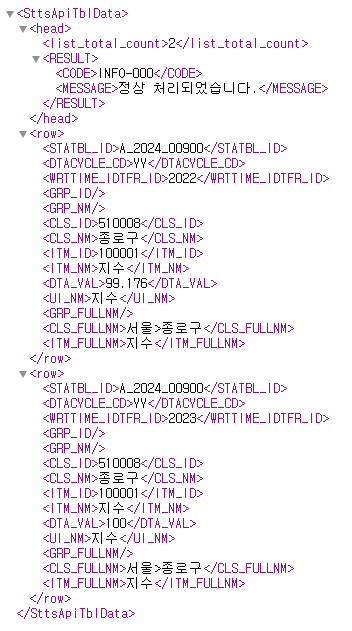 <SttsApiTblData>
<head>
<list_total_count>2</list_total_count>
<RESULT>
<CODE>INFO-000</CODE>
<MESSAGE>정상 처리되었습니다.</MESSAGE>
</RESULT>
</head>
<row>
<STATBL_ID>A_2024_00900</STATBL_ID>
<DTACYCLE_CD>YY</DTACYCLE_CD>
<WRTTIME_IDTFR_ID>2022</WRTTIME_IDTFR_ID>
<GRP_ID/>
<GRP_NM/>
<CLS_ID>510008</CLS_ID>
<CLS_NM>종로구</CLS_NM>
<ITM_ID>100001</ITM_ID>
<ITM_NM>지수</ITM_NM>
<DTA_VAL>99.176</DTA_VAL>
<UI_NM>지수</UI_NM>
<GRP_FULLNM/>
<CLS_FULLNM>서울>종로구</CLS_FULLNM>
<ITM_FULLNM>지수</ITM_FULLNM>
</row>
<row>
<STATBL_ID>A_2024_00900</STATBL_ID>
<DTACYCLE_CD>YY</DTACYCLE_CD>
<WRTTIME_IDTFR_ID>2023</WRTTIME_IDTFR_ID>
<GRP_ID/>
<GRP_NM/>
<CLS_ID>510008</CLS_ID>
<CLS_NM>종로구</CLS_NM>
<ITM_ID>100001</ITM_ID>
<ITM_NM>지수</ITM_NM>
<DTA_VAL>100</DTA_VAL>
<UI_NM>지수</UI_NM>
<GRP_FULLNM/>
<CLS_FULLNM>서울>종로구</CLS_FULLNM>
<ITM_FULLNM>지수</ITM_FULLNM>
</row>
</SttsApiTblData>